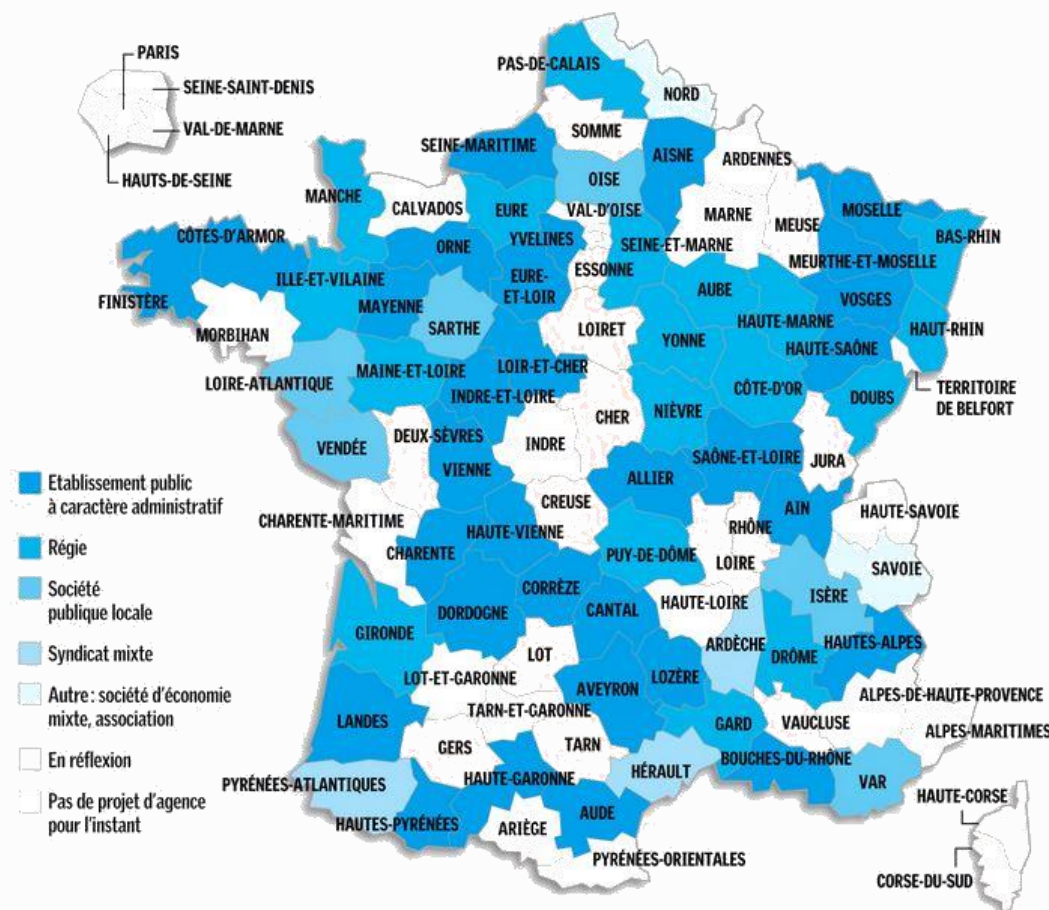 PARIS
SEINE-SAINT-DENIS
VAL-DE-MARNE
HAUTS-DE-SEINE
PAS-DE-CALAIS
NORD
SOMME
SEINE-MARITIME
AISNE
ARDENNES
OISE
MANCHE
CALVADOS
EURE
VAL-D'OISE
MARNE
MEUSE
MOSELLE
CÔTES-D'ARMOR
ORNE
YVELINES
SEINE-ET-MARNE
BAS-RHIN
MEURTHE-ET-MOSELLE
ILLE-ET-VILAINE
EURE-
ET-LOIR
ESSONNE
AUBE
VOSGES
FINISTÈRE
MAYENNE
HAUTE-MARNE
MORBIHAN
SARTHE
LOIRET
YONNE
HAUT-RHIN
HAUTE-SAÔNE
LOIRE-ATLANTIQUE
MAINE-ET-LOIRE
LOIR-ET-CHER
INDRE-ET-LOIRE
CÔTE-D'OR
DOUBS
TERRITOIRE
DE BELFORT
CHER
NIÈVRE
VENDÉE
DEUX-SÈVRES
INDRE
VIENNE
SAÔNE-ET-LOIRE
JURA
ALLIER
Etablissement public
à caractère administratif
CREUSE
AIN
HAUTE-SAVOIE
CHARENTE-MARITIME
HAUTE-VIENNE
RHÔNE
Régie
CHARENTE
PUY-DE-DÔME
LOIRE
SAVOIE
Société
publique locale
CORRÈZE
ISÈRE
DORDOGNE
CANTAL
HAUTE-LOIRE
GIRONDE
ARDÈCHE
HAUTES-ALPES
Syndicat mixte
LOT
DRÔME
LOT-ET-GARONNE
AVEYRON
LOZÈRE
Autre : société d'économie
mixte, association
ALPES-DE-HAUTE-PROVENCE
LANDES
TARN-ET-GARONNE
GARD
VAUCLUSE
ALPES-MARITIMES
GERS
TARN
En réflexion
BOUCHES-DU-RHÔNE
PYRÉNÉES-ATLANTIQUES
HAUTE-GARONNE
HÉRAULT
VAR
Pas de projet d'agence
pour l'instant
HAUTE-CORSE
HAUTES-PYRÉNÉES
ARIÈGE
AUDE
PYRÉNÉES-ORIENTALES
CORSE-DU-SUD